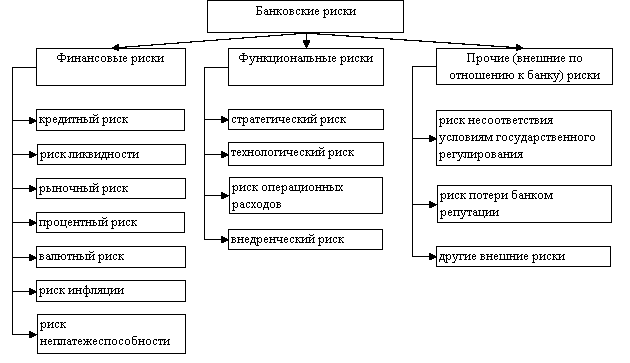 Банковские риски
Финансовые риски
кредитный риск
риск ликвидности
рыночный риск
процентный риск
валютный риск
риск инфляции
риск
неплатежеспособности
Функциональные риски
стратегический риск
технологический риск
риск операционных
расходов
внедренческий риск
Прочие (внешние по
отношению к банку) риски
риск несоответствия
условиям государственного
регулирования
риск потери банком
репутации
другие внешние риски